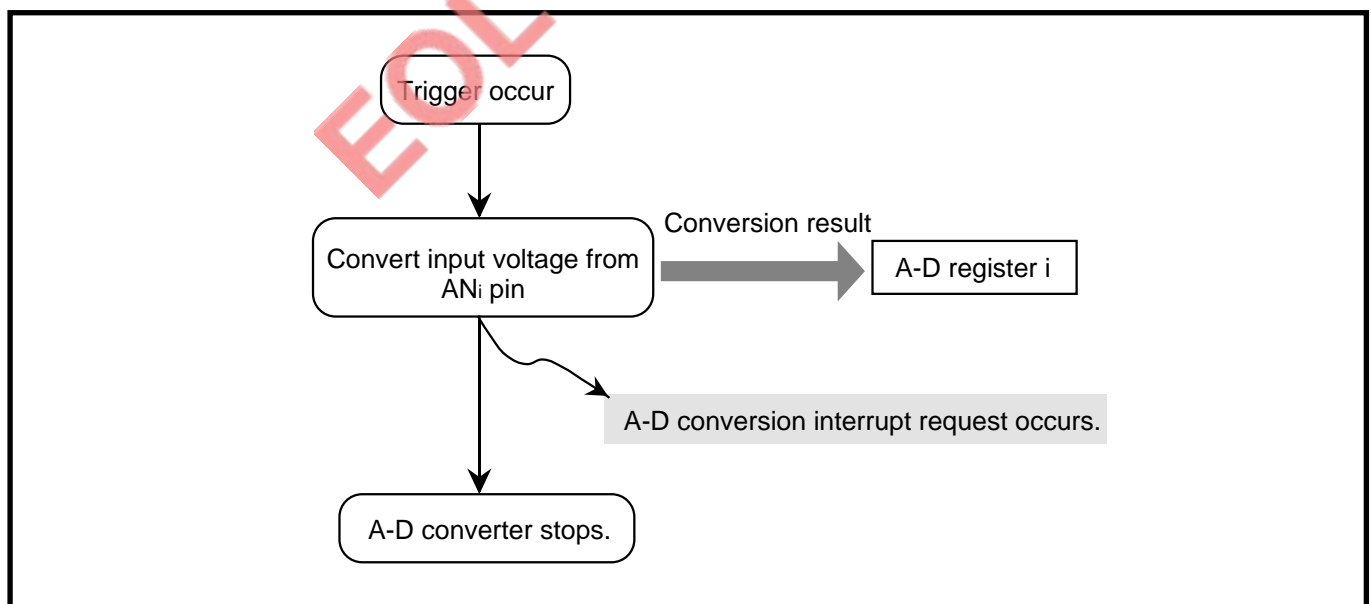 EOL
Trigger occur
Conversion result
Convert input voltage from
ANi pin
A-D register i
A-D conversion interrupt request occurs.
A-D converter stops.